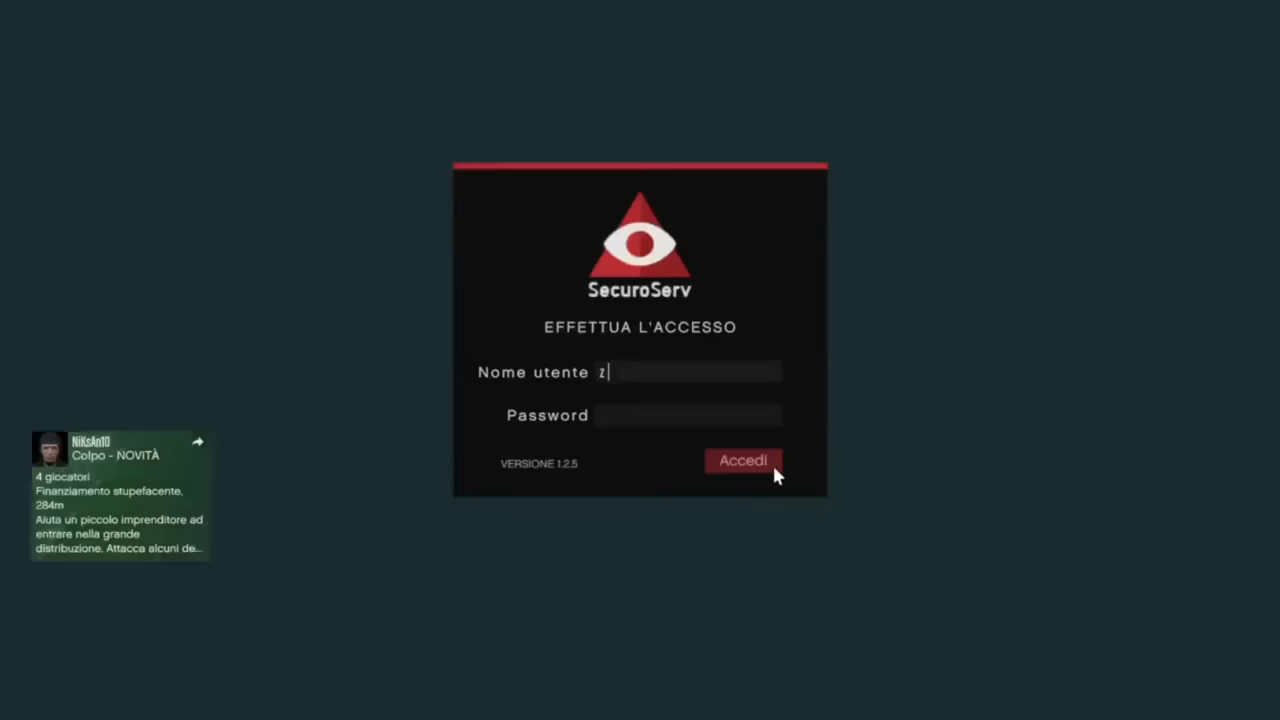 SecuroServ
EFFETTUA L'ACCESSO
Nome utente z
Password
VERSIONE 1.2.5
Accedi
NiKsAn10
Colpo - NOVITÀ
4 giocatori
Finanziamento stupefacente,
284m
Aiuta un piccolo imprenditore ad
entrare nella grande
distribuzione. Attacca alcuni de...